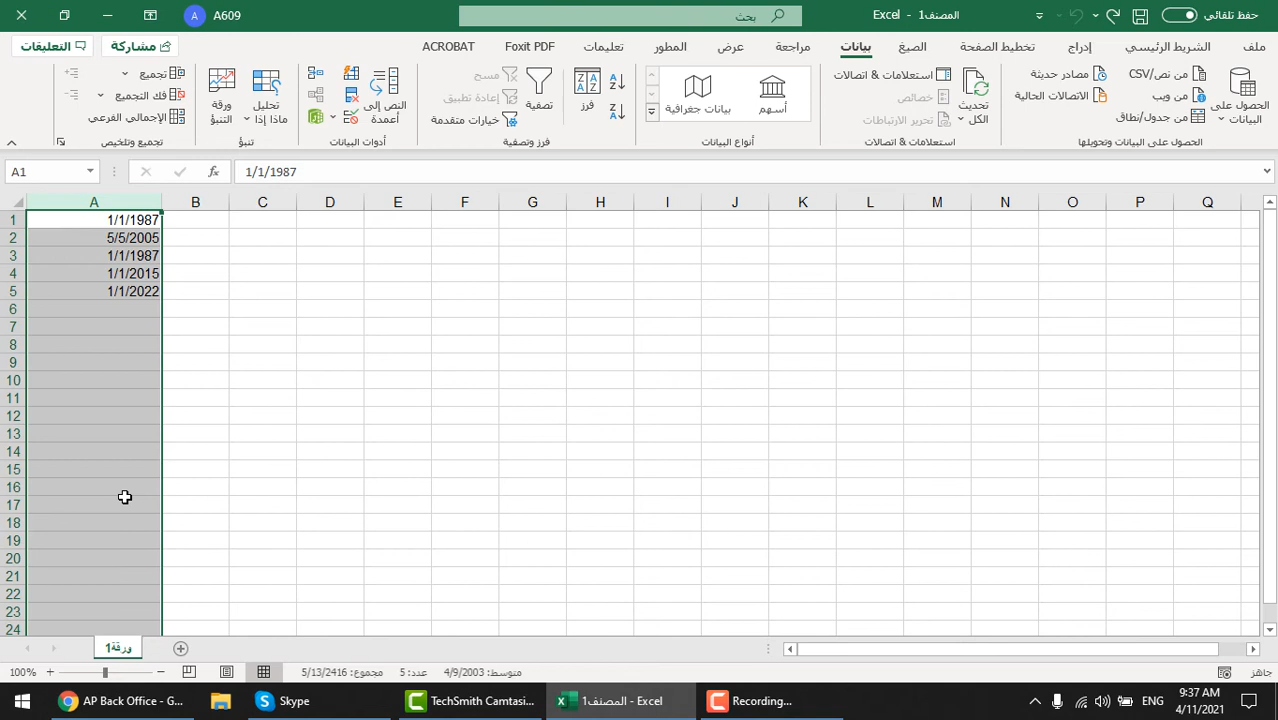 حفظ تلقائي
المصنف1 - Excel
بحث
A609 A
ملف الشريط الرئيسي إدراج تخطيط الصفحة الصيغ بيانات مراجعة عرض المطور تعليمات Foxit PDF ACROBAT
مشاركة التعليقات
الحصول على البيانات
من نص/CSV
من ويب
من جدول/نطاق
مصادر حديثة
الاتصالات الحالية
الحصول على البيانات وتحويلها
تحديث الكل
استعلامات & اتصالات
خصائص
تحرير الارتباطات
استعلامات & اتصالات
أسهم
بيانات جغرافية
أنواع البيانات
فرز
تصفية
مسح
إعادة تطبيق
خيارات متقدمة
فرز وتصفية
النص إلى أعمدة
أدوات البيانات
تحليل ماذا إذا
ورقة التنبؤ
تنبؤ
تجميع
فك التجميع
الإجمالي الفرعي
تجميع وتلخيص
A1 fx 1/1/1987
A B C D E F G H I J K L M N O P Q
1 1/1/1987
2 5/5/2005
3 1/1/1987
4 1/1/2015
5 1/1/2022
6
7
8
9
10
11
12
13
14
15
16
17
18
19
20
21
22
23
24
ورقة1
جاهز
متوسط: 4/9/2003 عدد: 5 مجموع: 5/13/2416
100%
AP Back Office - G...
Skype
TechSmith Camtasi...
المصنف1 - Excel
Recording...
ENG
9:37 AM
4/11/2021